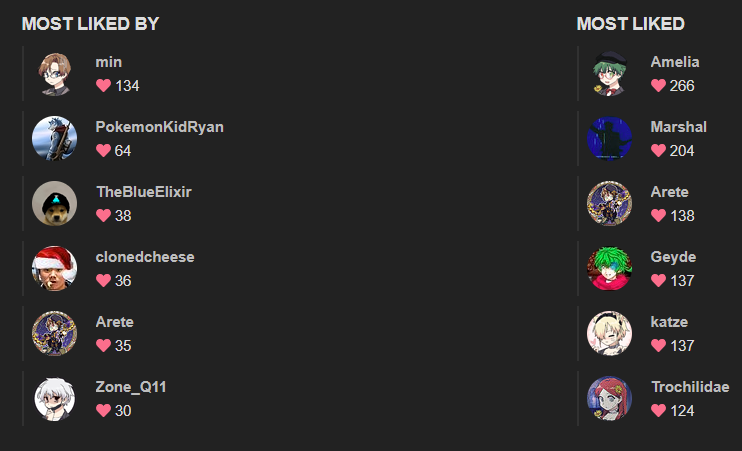 MOST LIKED BY
min
134
PokemonKidRyan
64
TheBlueElixir
38
clonedcheese
36
Arete
35
Zone_Q11
30
MOST LIKED
Amelia
266
Marshal
204
Arete
138
Geyde
137
katze
137
Trochilidae
124